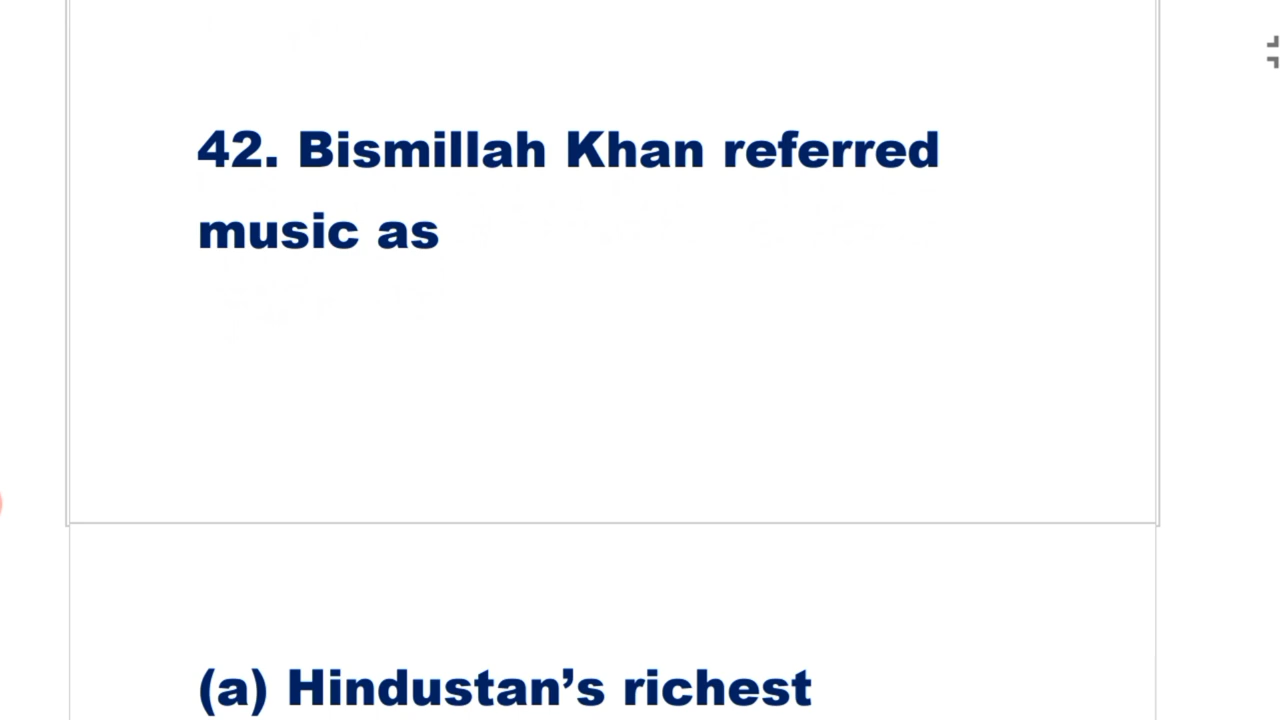 42. Bismillah Khan referred
music as
(a) Hindustan’s richest